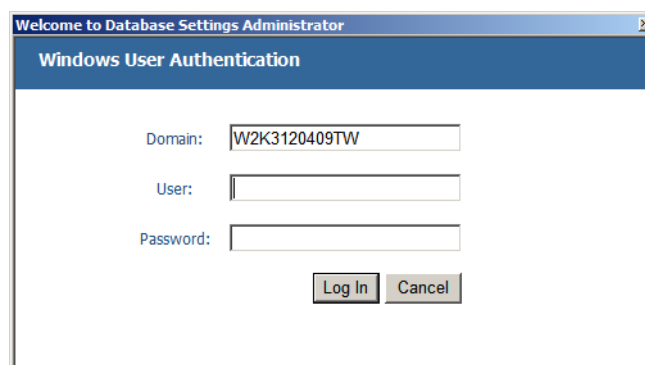 Welcome to Database Settings Administrator
Windows User Authentication
Domain: W2K3120409TW
User:
Password:
Log In Cancel